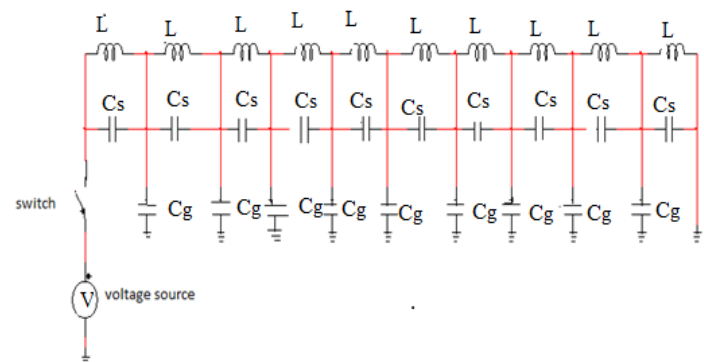 L L L L L L L L L L
Cs Cs Cs Cs Cs Cs Cs Cs Cs Cs
switch
Cg Cg Cg Cg Cg Cg Cg Cg Cg
V voltage source